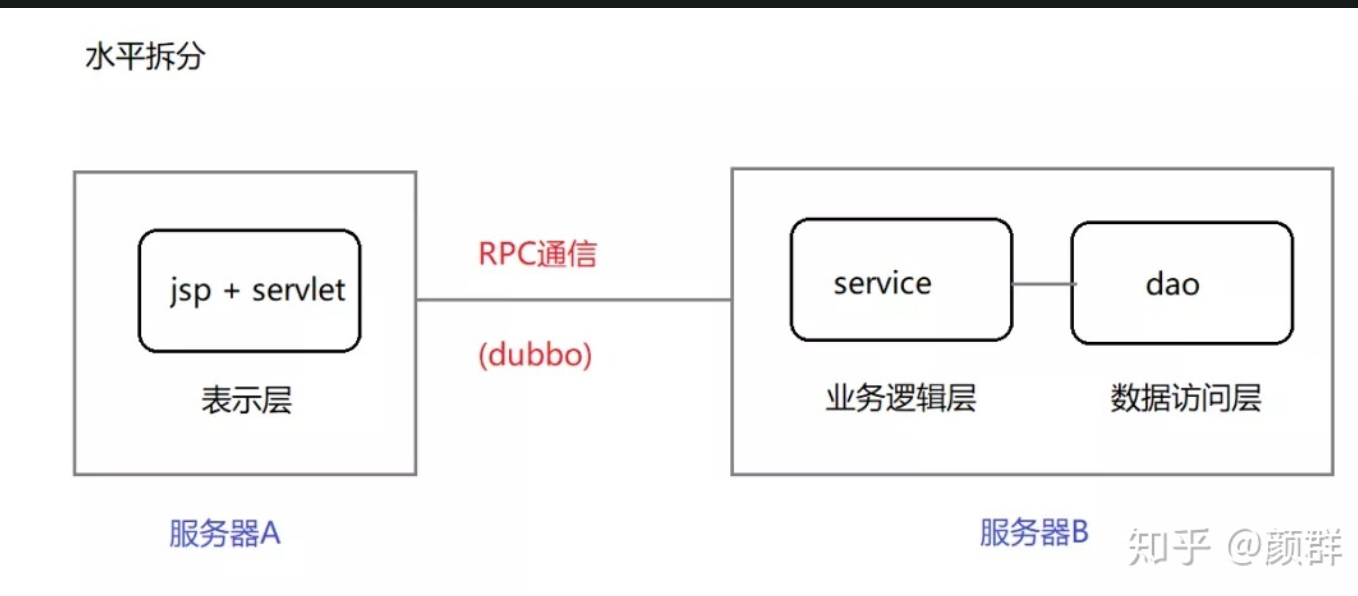 水平拆分
jsp + servlet
表示层
服务器A
RPC通信
(dubbo)
service
业务逻辑层
dao
数据访问层
服务器B
知乎 @颜群